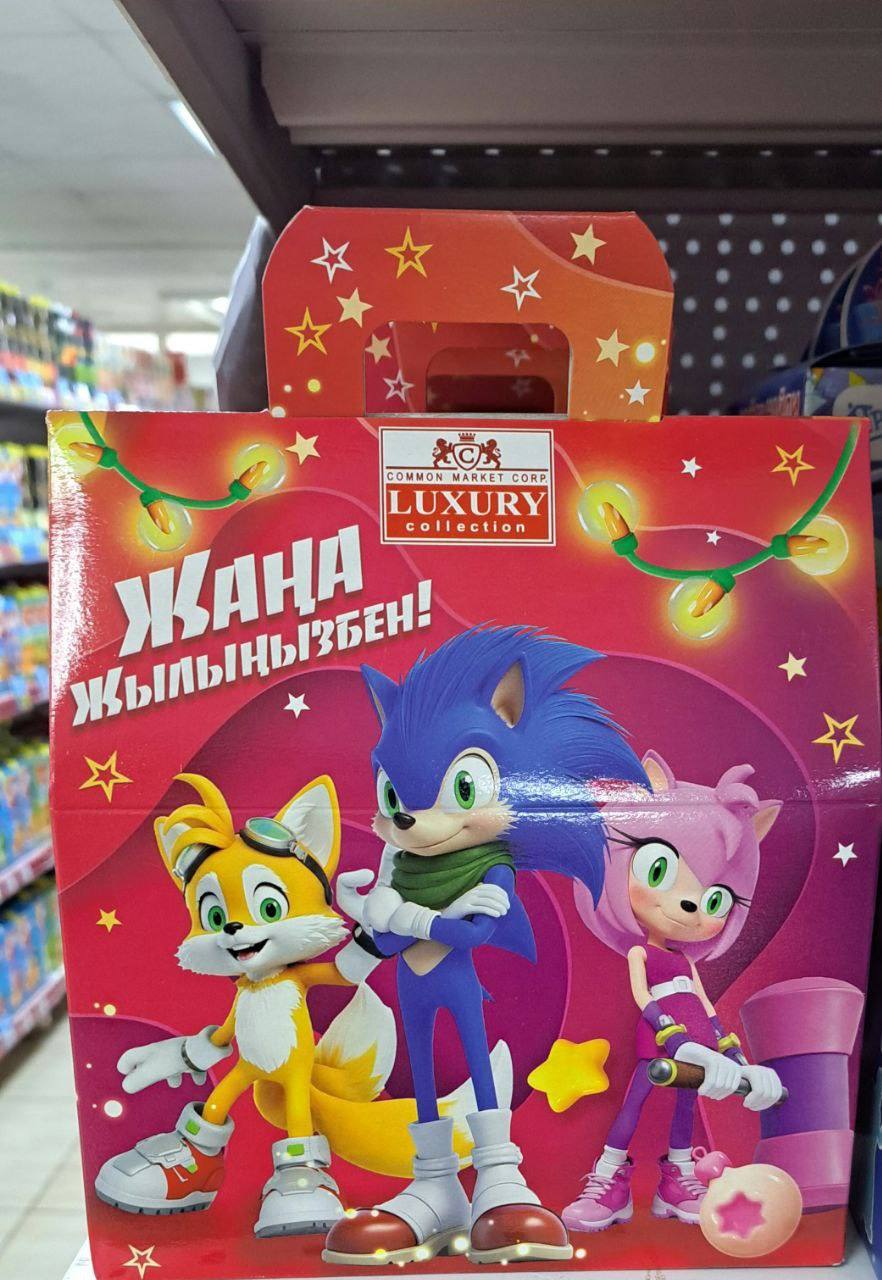 COMMON MARKET CORP.
LUXURY
collection
ЖАҢА
ЖЫЛЫҢЫЗБЕН!